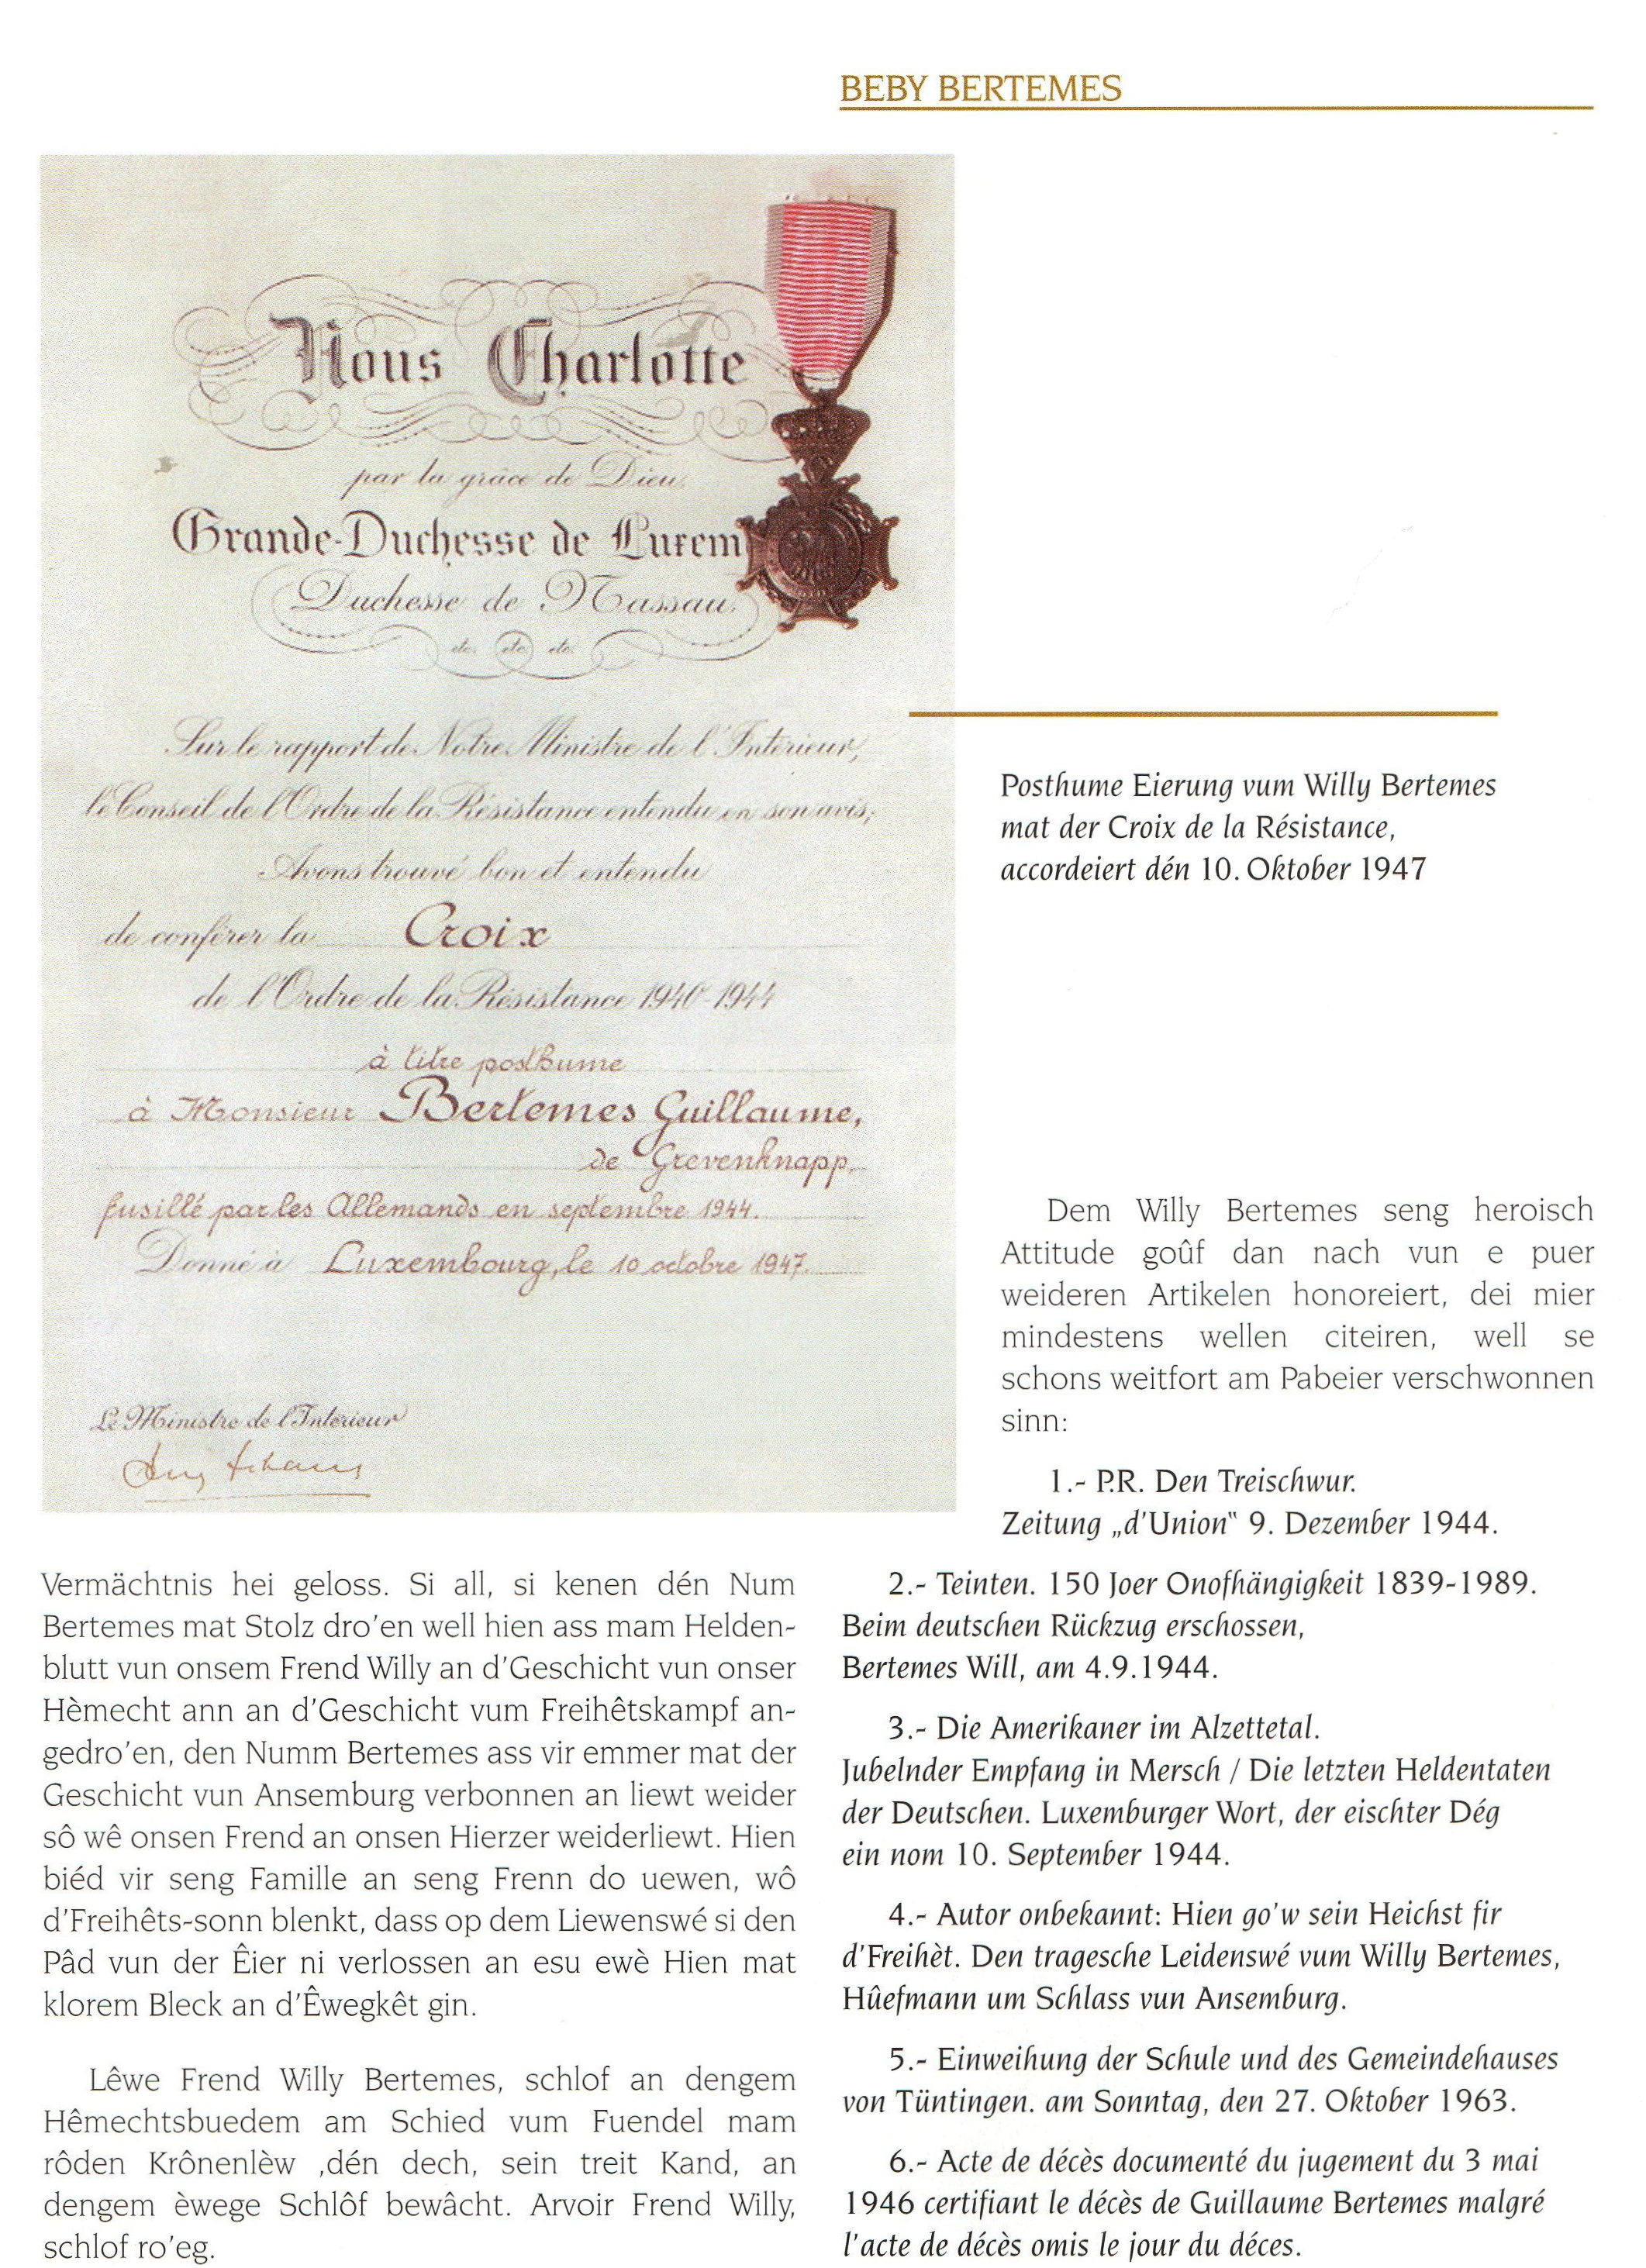 BEBY BERTEMES
Nous Charlotte
par la grâce de Dieu,
Grande-Duchesse de Luxem
Duchesse de Nassau,
etc. etc. etc.
Sur le rapport de Notre Ministre de l'Intérieur,
le Conseil de l'Ordre de la Résistance entendu en son avis;
Avons trouvé bon et entendu
de conférer la Croix
de l'Ordre de la Résistance 1940-1944
à titre posthume
à Monsieur Bertemes Guillaume,
de Grevenknapp,
fusillé par les Allemands en septembre 1944.
Donné à Luxembourg, le 10 octobre 1947.
Le Ministre de l'Intérieur
Posthume Eierung vum Willy Bertemes
mat der Croix de la Résistance,
accordeiert dén 10. Oktober 1947
Vermächtnis hei geloss. Si all, si kenen dén Num
Bertemes mat Stolz dro'en well hien ass mam Helden-
blutt vun onsem Frend Willy an d'Geschicht vun onser
Hèmecht ann an d'Geschicht vum Freihêtskampf an-
gedro'en, den Numm Bertemes ass vir emmer mat der
Geschicht vun Ansemburg verbonnen an liewt weider
sô wê onsen Frend an onsen Hierzer weiderliewt. Hien
biéd vir seng Famille an seng Frenn do uewen, wô
d'Freihêts-sonn blenkt, dass op dem Liewenswé si den
Pâd vun der Êier ni verlossen an esu ewè Hien mat
klorem Bleck an d'Êwegkêt gin.
Lêwe Frend Willy Bertemes, schlof an dengem
Hêmechtsbuedem am Schied vum Fuendel mam
rôden Krônenlèw ,dén dech, sein treit Kand, an
dengem èwege Schlôf bewâcht. Arvoir Frend Willy,
schlof ro'eg.
Dem Willy Bertemes seng heroisch
Attitude goûf dan nach vun e puer
weideren Artikelen honoreiert, dei mier
mindestens wellen citeiren, well se
schons weitfort am Pabeier verschwonnen
sinn:
1.- P.R. Den Treischwur.
Zeitung „d'Union" 9. Dezember 1944.
2.- Teinten. 150 Joer Onofhängigkeit 1839-1989.
Beim deutschen Rückzug erschossen,
Bertemes Will, am 4.9.1944.
3.- Die Amerikaner im Alzettetal.
Jubelnder Empfang in Mersch / Die letzten Heldentaten
der Deutschen. Luxemburger Wort, der eischter Dég
ein nom 10. September 1944.
4.- Autor onbekannt: Hien go'w sein Heichst fir
d'Freihèt. Den tragesche Leidenswé vum Willy Bertemes,
Hûefmann um Schlass vun Ansemburg.
5.- Einweihung der Schule und des Gemeindehauses
von Tüntingen. am Sonntag, den 27. Oktober 1963.
6.- Acte de décès documenté du jugement du 3 mai
1946 certifiant le décès de Guillaume Bertemes malgré
l'acte de décès omis le jour du déces.